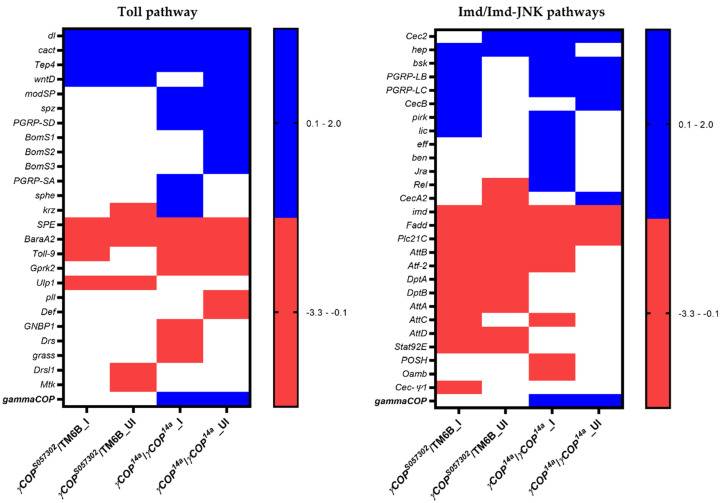 Toll pathway
dl
cact
Tep4
wntD
modSP
spz
PGRP-SD
BomS1
BomS2
BomS3
PGRP-SA
sphe
krz
SPE
BaraA2
Toll-9
Gprk2
Ulp1
pll
Def
GNBP1
Drs
grass
Drsl1
Mtk
gammaCOP
γCOP^S057302/TM6B_I
γCOP^S057302/TM6B_UI
γCOP^14a/γCOP^14a_I
γCOP^14a/γCOP^14a_UI
0.1 - 2.0
-3.3 - -0.1
Imd/Imd-JNK pathways
Cec2
hep
bsk
PGRP-LB
PGRP-LC
CecB
pirk
lic
eff
ben
Jra
Rel
CecA2
imd
Fadd
Plc21C
AttB
Atf-2
DptA
DptB
AttA
AttC
AttD
Stat92E
POSH
Oamb
Cec-Ψ1
gammaCOP
γCOP^S057302/TM6B_I
γCOP^S057302/TM6B_UI
γCOP^14a/γCOP^14a_I
γCOP^14a/γCOP^14a_UI
0.1 - 2.0
-3.3 - -0.1